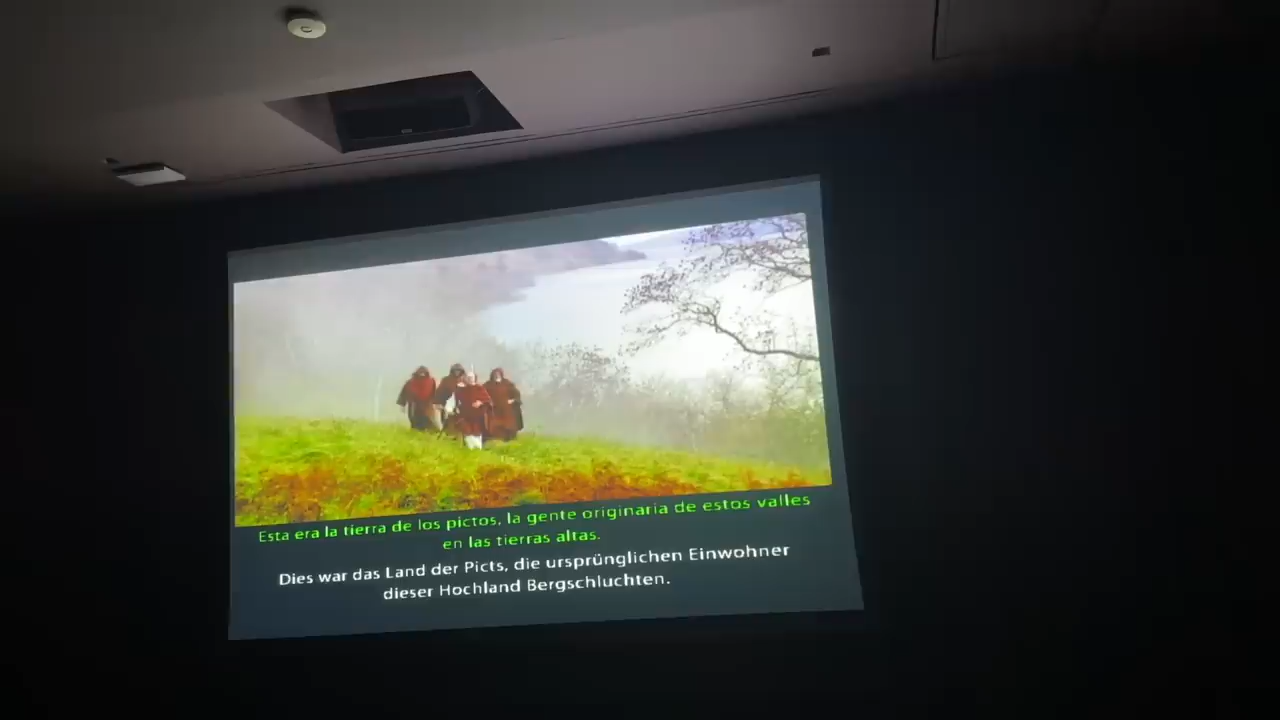 Esta era la tierra de los pictos, la gente originaria de estos valles
en las tierras altas.
Dies war das Land der Picts, die ursprünglichen Einwohner
dieser Hochland Bergschluchten.